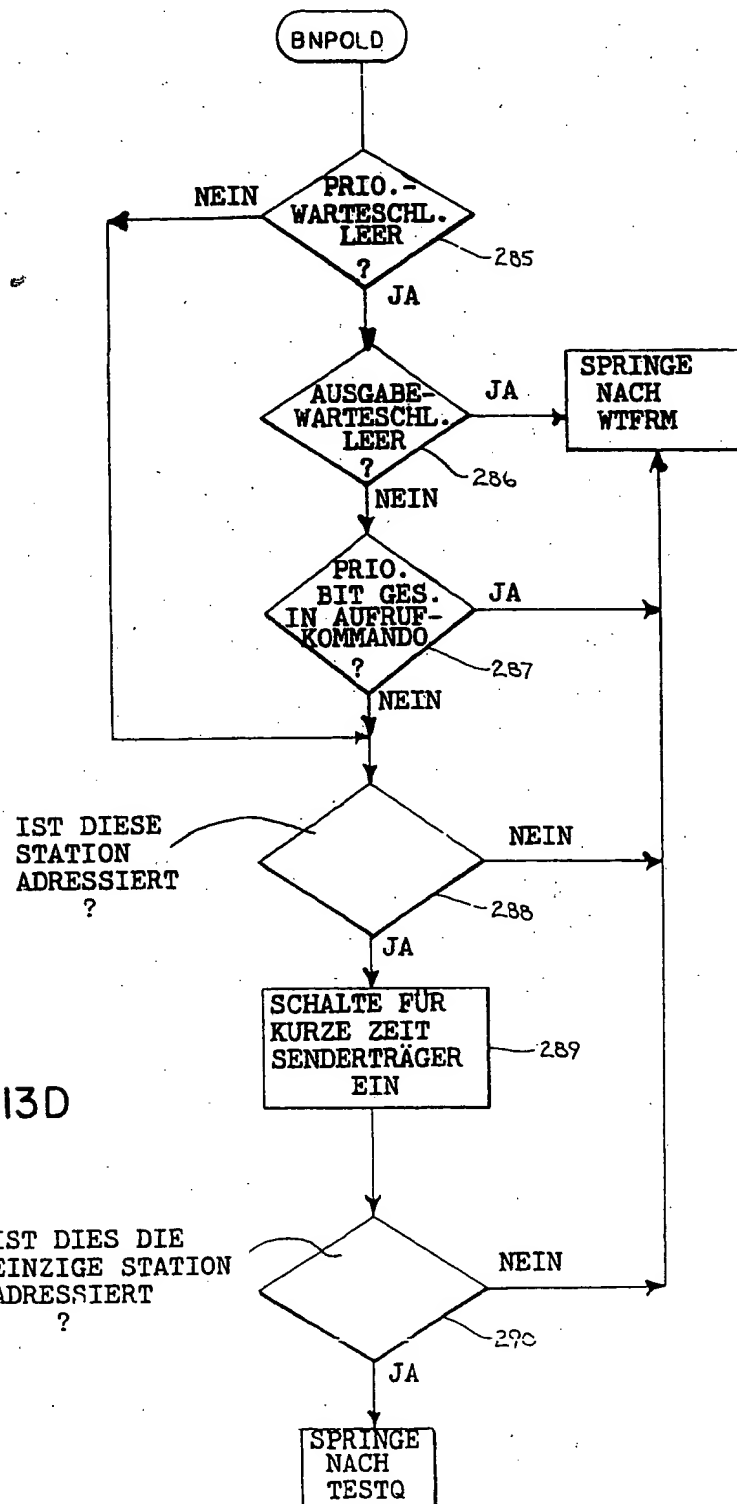 BNPOLD
NEIN
PRIO.-
WARTESCHL.
LEER
?
285
JA
AUSGABE-
WARTESCHL.
LEER
?
286
JA
SPRINGE
NACH
WTFRM
NEIN
PRIO.
BIT GES.
IN AUFRUF-
KOMMANDO
?
287
JA
NEIN
IST DIESE
STATION
ADRESSIERT
?
NEIN
288
JA
SCHALTE FÜR
KURZE ZEIT
SENDERTRÄGER
EIN
289
13D
IST DIES DIE
EINZIGE STATION
ADRESSIERT
?
NEIN
290
JA
SPRINGE
NACH
TESTQ